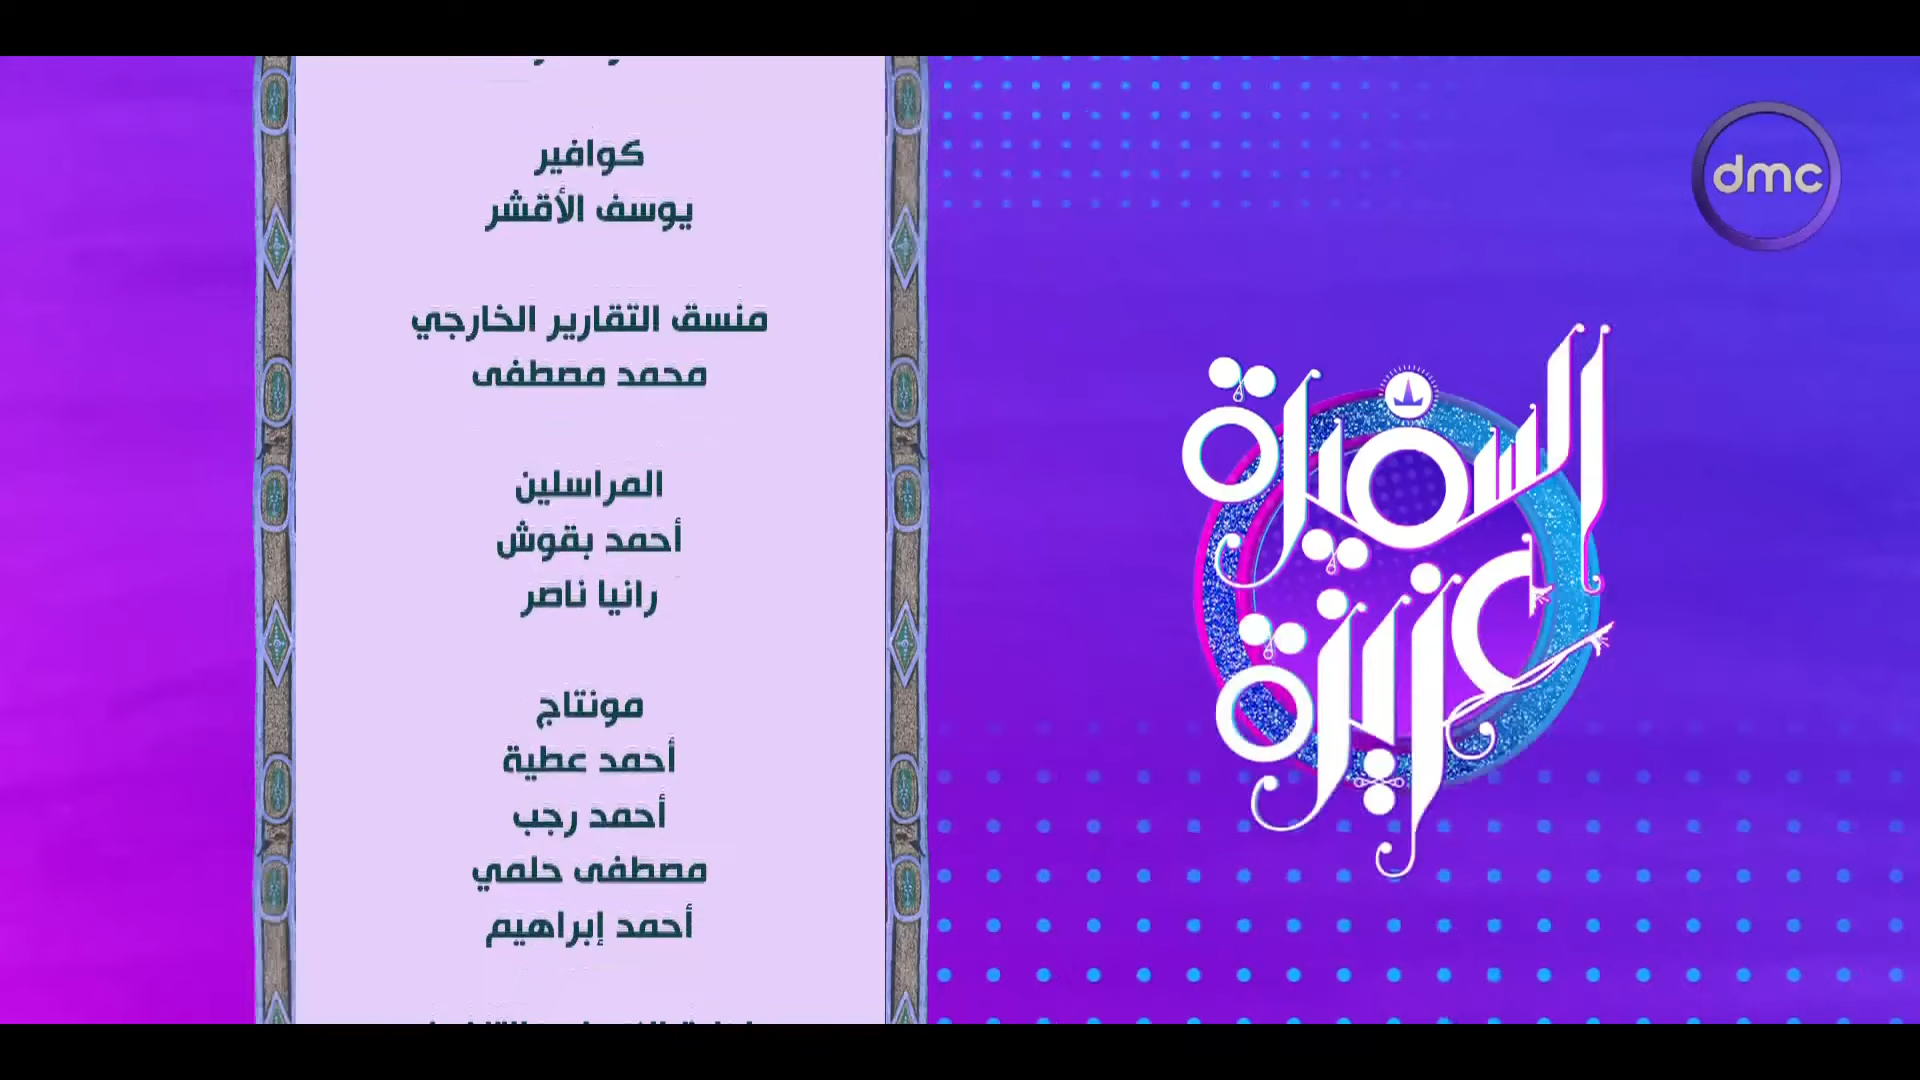 كوافير
يوسف الأقشر
منسق التقارير الخارجي
محمد مصطفى
المراسلين
أحمد بقوش
رانيا ناصر
مونتاج
أحمد عطية
أحمد رجب
مصطفى حلمي
أحمد إبراهيم
dmc
السفيرة
عزيزة